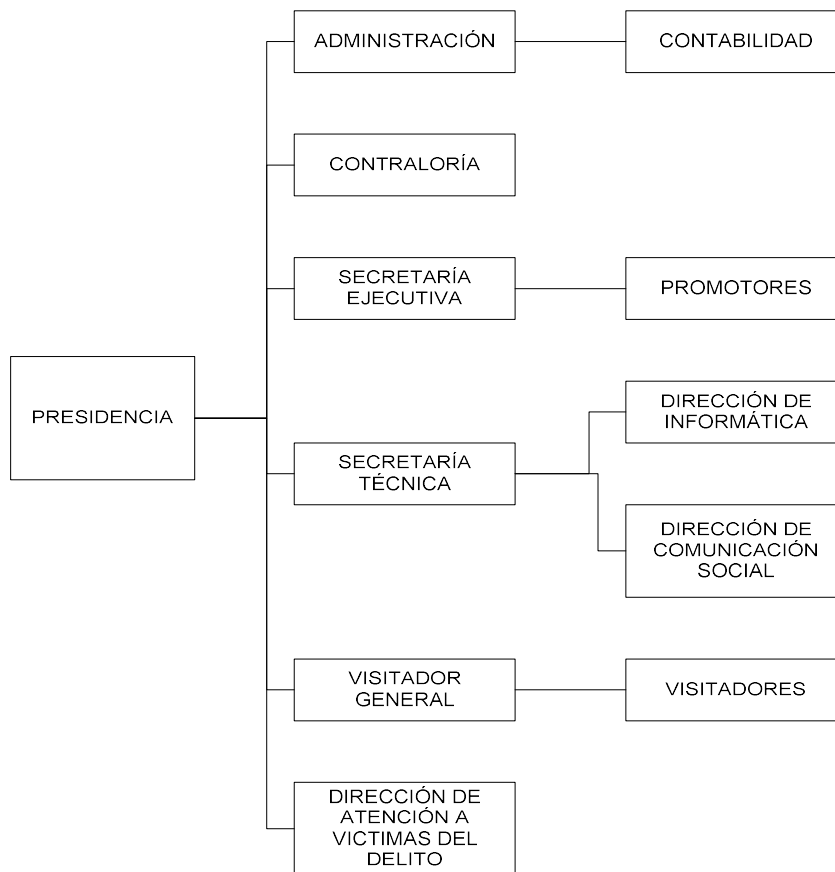 ADMINISTRACIÓN
CONTABILIDAD
CONTRALORÍA
SECRETARÍA
EJECUTIVA
PROMOTORES
PRESIDENCIA
DIRECCIÓN DE
INFORMÁTICA
SECRETARÍA
TÉCNICA
DIRECCIÓN DE
COMUNICACIÓN
SOCIAL
VISITADOR
GENERAL
VISITADORES
DIRECCIÓN DE
ATENCIÓN A
VICTIMAS DEL
DELITO